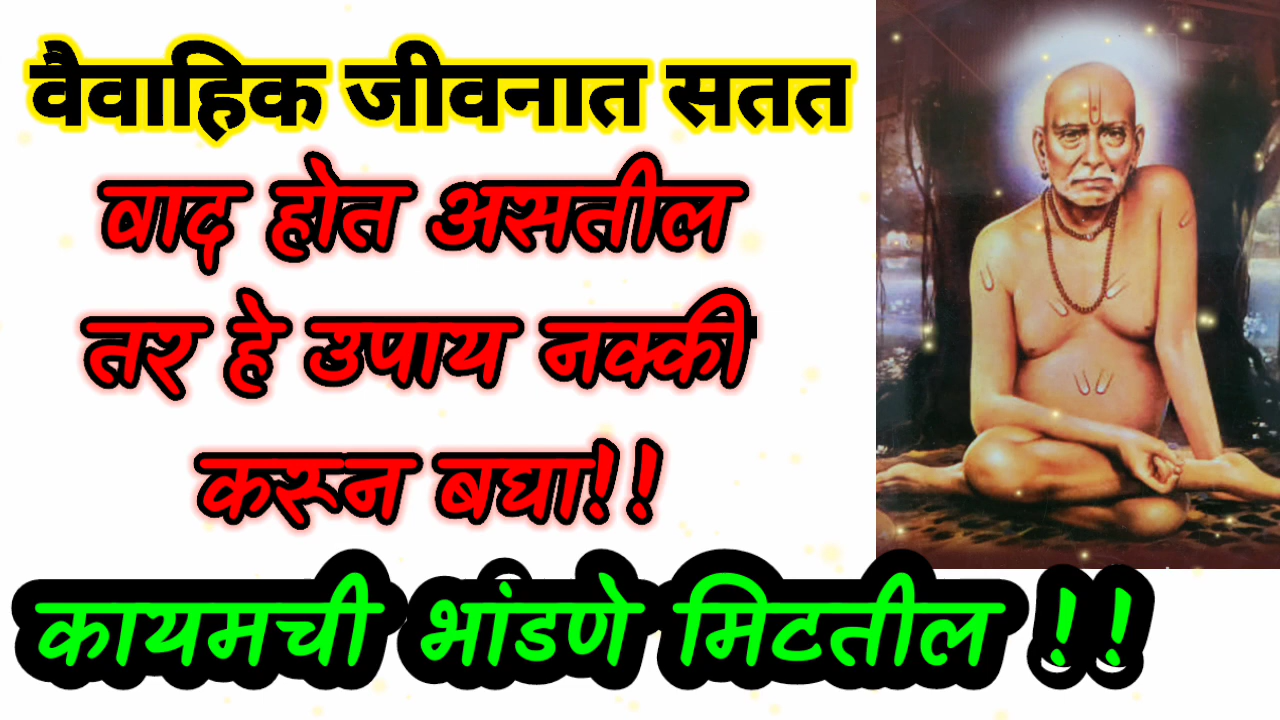 वैवाहिक जीवनात सतत
वाद होत असतील
तर हे उपाय नक्की
करून बघा!!
कायमची भांडणे मिटतील !!